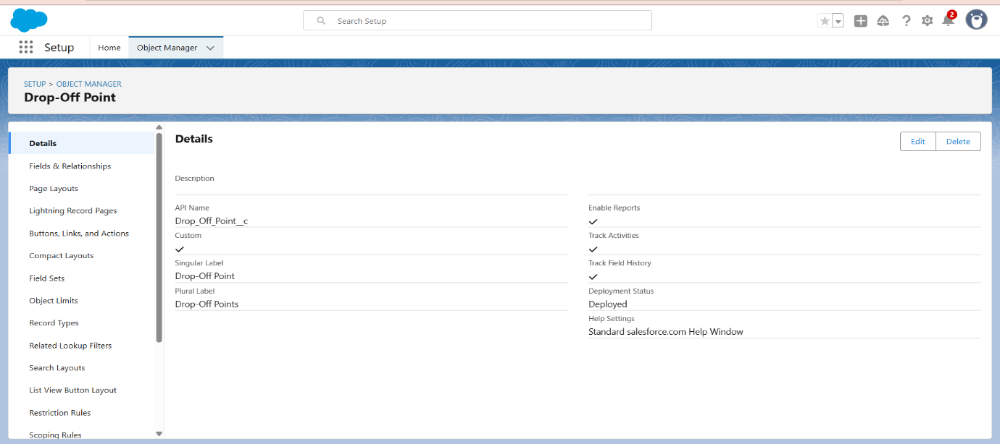 Search Setup
2
Setup
Home
Object Manager
SETUP > OBJECT MANAGER
Drop-Off Point
Details
Fields & Relationships
Page Layouts
Lightning Record Pages
Buttons, Links, and Actions
Compact Layouts
Field Sets
Object Limits
Record Types
Related Lookup Filters
Search Layouts
List View Button Layout
Restriction Rules
Scoping Rules
Details
Edit
Delete
Description
API Name
Drop_Off_Point__c
Custom
Singular Label
Drop-Off Point
Plural Label
Drop-Off Points
Enable Reports
Track Activities
Track Field History
Deployment Status
Deployed
Help Settings
Standard salesforce.com Help Window